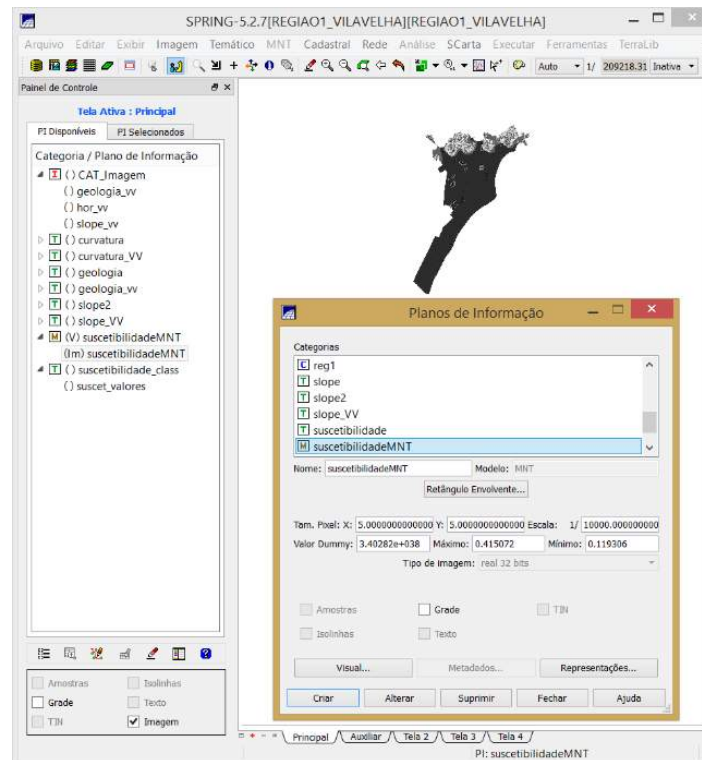 SPRING-5.2.7[REGIAO1_VILAVELHA][REGIAO1_VILAVELHA]
Arquivo Editar Exibir Imagem Temático MNT Cadastral Rede Análise SCarta Executar Ferramentas TerraLib
Auto 1/ 209218.31 Inativa
Painel de Controle
Tela Ativa : Principal
PI Disponíveis PI Selecionados
Categoria / Plano de Informação
I () CAT_Imagem
() geologia_vv
() hor_vv
() slope_vv
T () curvatura
T () curvatura_VV
T () geologia
T () geologia_vv
T () slope2
T () slope_VV
M (V) suscetibilidadeMNT
(Im) suscetibilidadeMNT
T () suscetibilidade_class
() suscet_valores
Amostras Isolinhas
Grade Texto
TIN Imagem
Planos de Informação
Categorias
C reg1
T slope
T slope2
T slope_VV
T suscetibilidade
M suscetibilidadeMNT
Nome: suscetibilidadeMNT Modelo: MNT
Retângulo Envolvente...
Tam. Pixel: X: 5.0000000000000 Y: 5.0000000000000 Escala: 1/ 10000.000000000
Valor Dummy: 3.40282e+038 Máximo: 0.415072 Mínimo: 0.119306
Tipo de imagem: real 32 bits
Amostras Grade TIN
Isolinhas Texto
Visual... Metadados... Representações...
Criar Alterar Suprimir Fechar Ajuda
Principal Auxiliar Tela 2 Tela 3 Tela 4
PI: suscetibilidadeMNT